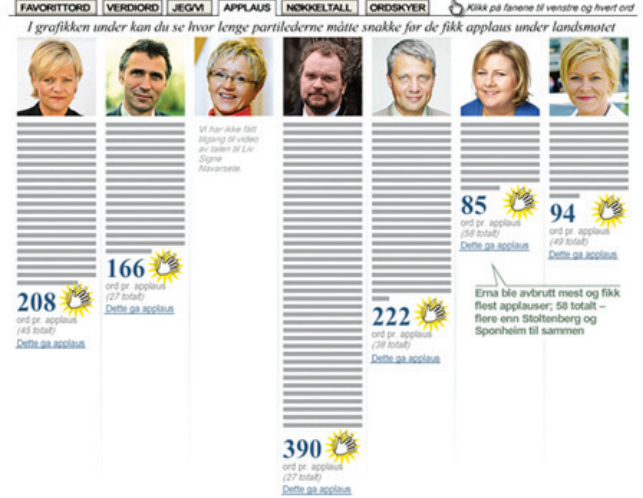 FAVORITTORD VERDIORD JEG/VI APPLAUS NØKKELTALL ORDSKYER Klikk på fanene til venstre og hvert ord
I grafikken under kan du se hvor lenge partilederne måtte snakke før de fikk applaus under landsmøtet
208
ord pr. applaus
(45 totalt)
Dette ga applaus
166
ord pr. applaus
(27 totalt)
Dette ga applaus
Vi har ikke fått
tilgang til video
av talen til Liv
Signe
Navarsete.
390
ord pr. applaus
(27 totalt)
Dette ga applaus
222
ord pr. applaus
(38 totalt)
Dette ga applaus
85
ord pr. applaus
(58 totalt)
Dette ga applaus
94
ord pr. applaus
(49 totalt)
Dette ga applaus
Erna ble avbrutt mest og fikk
flest applauser; 58 totalt –
flere enn Stoltenberg og
Sponheim til sammen